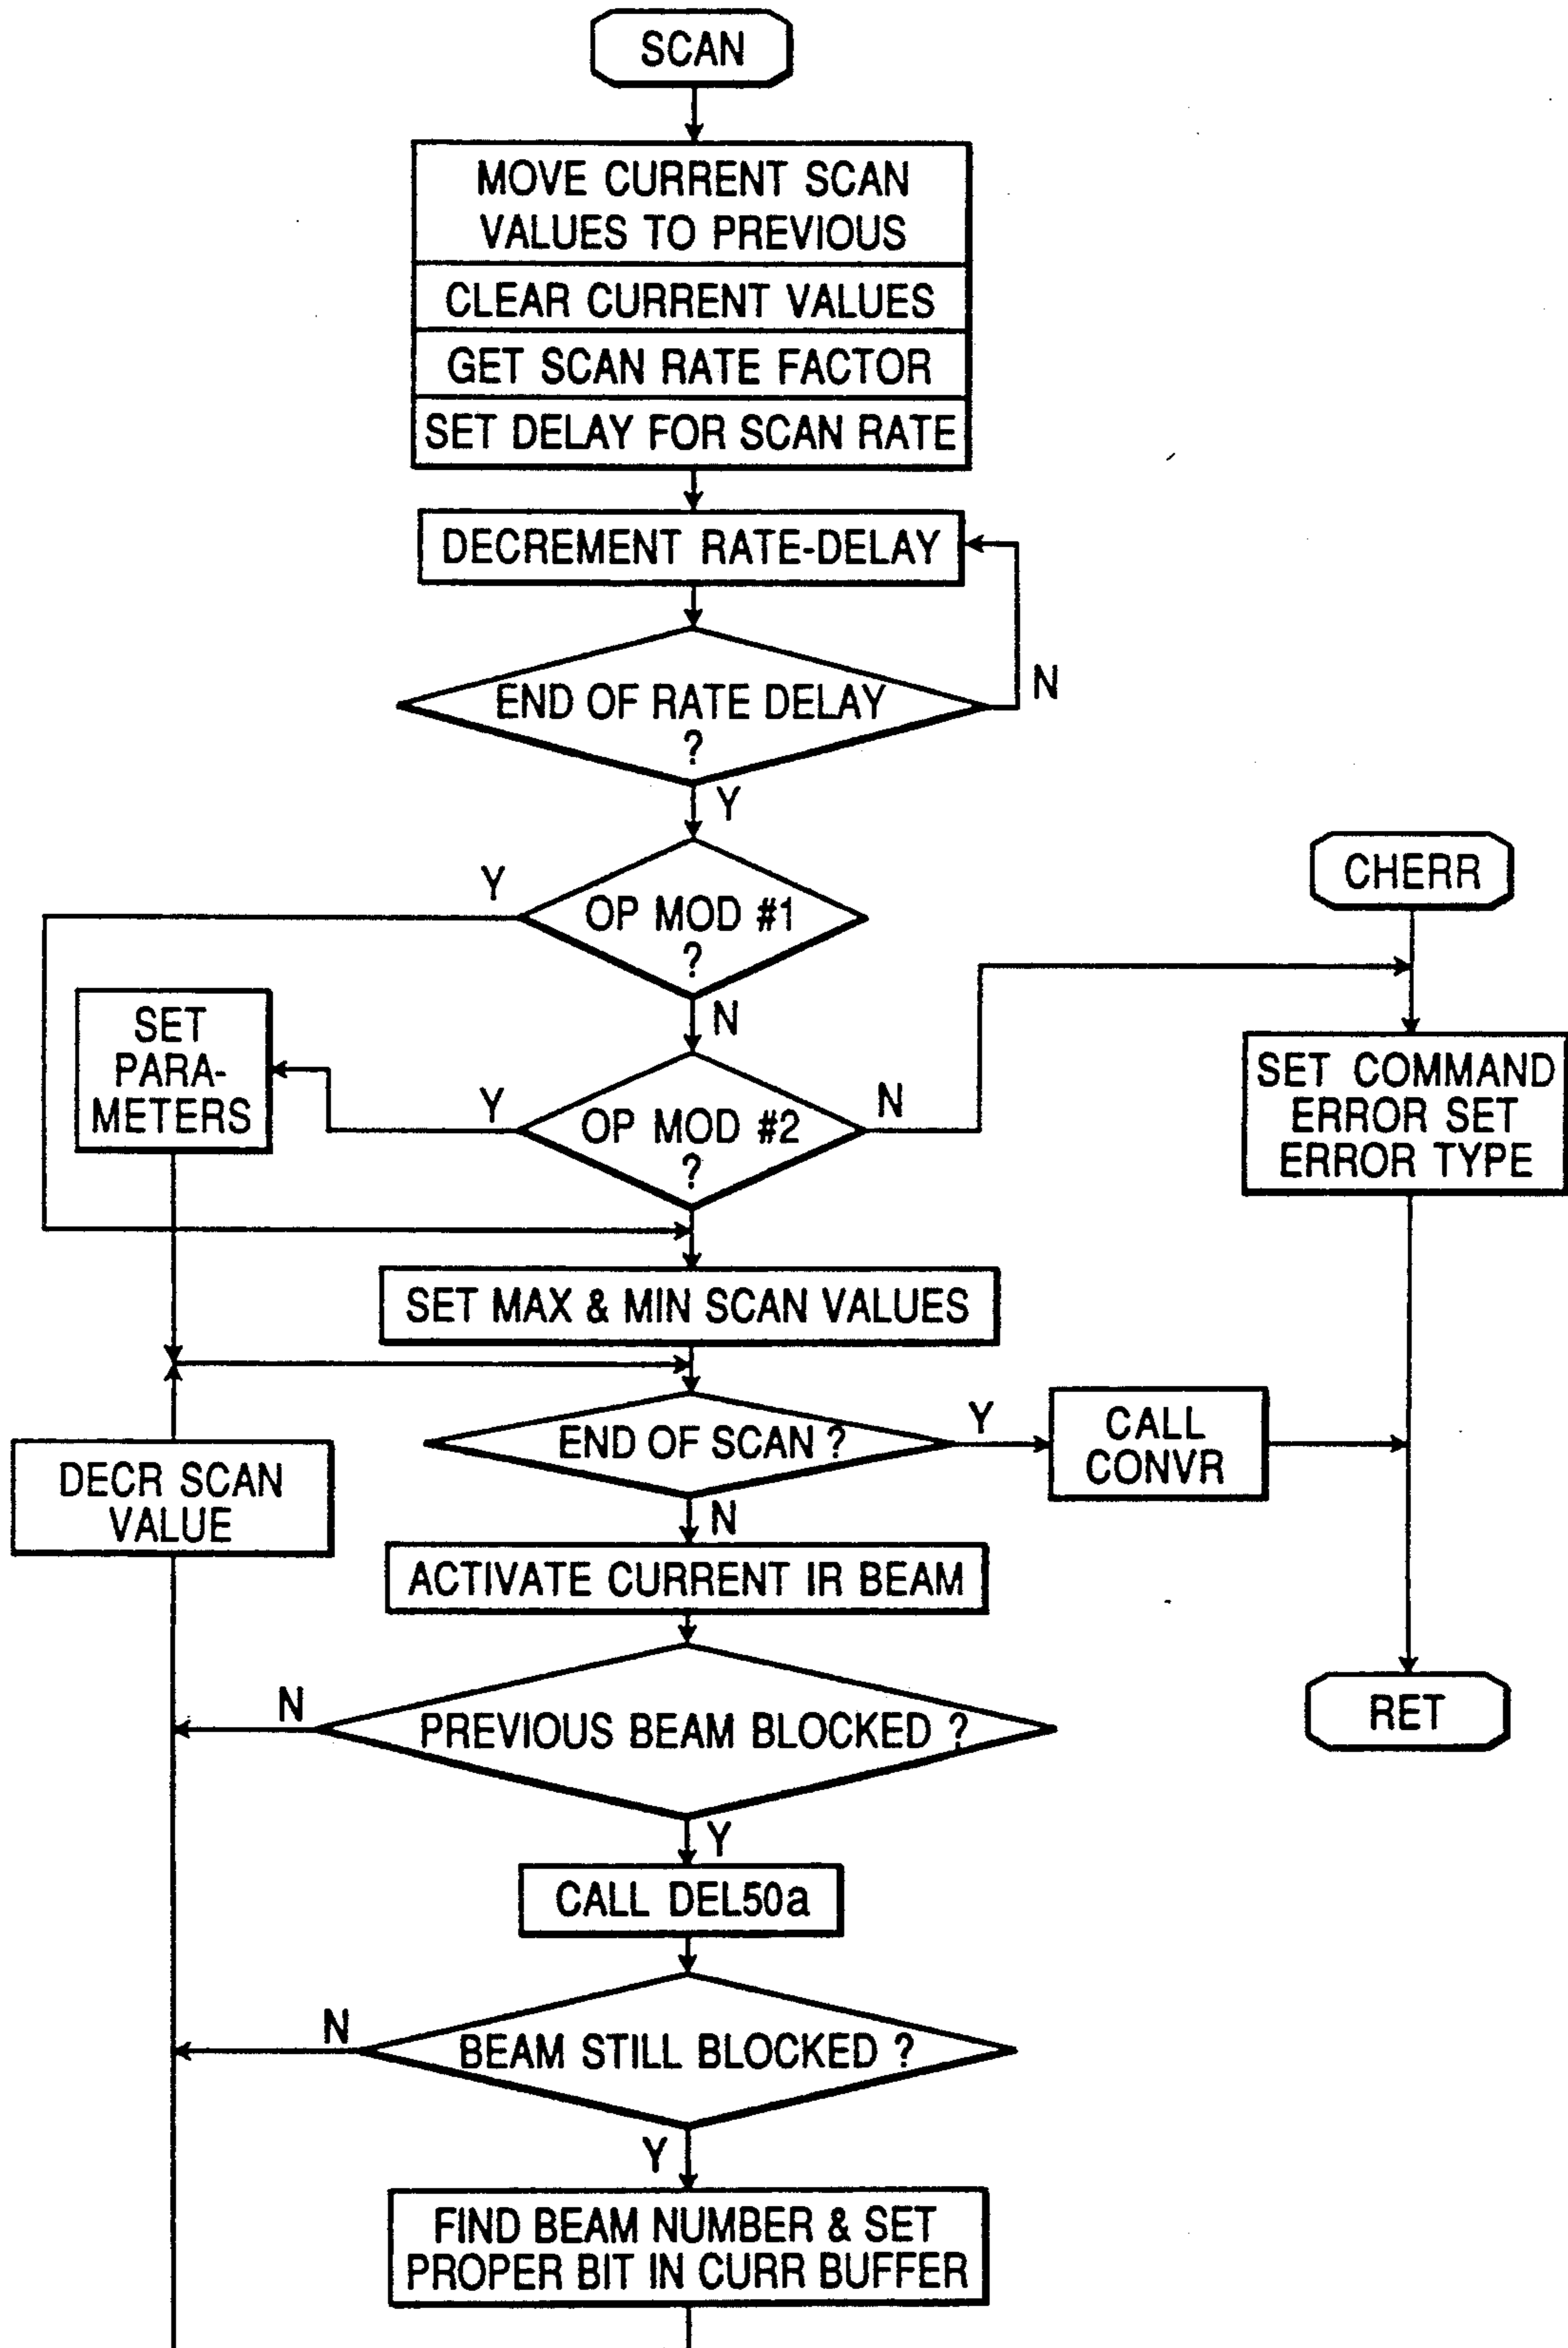 SCAN
MOVE CURRENT SCAN
VALUES TO PREVIOUS
CLEAR CURRENT VALUES
GET SCAN RATE FACTOR
SET DELAY FOR SCAN RATE
DECREMENT RATE-DELAY
END OF RATE DELAY
?
N
Y
Y
OP MOD #1
?
N
CHERR
SET
PARA-
METERS
Y
OP MOD #2
?
N
SET COMMAND
ERROR SET
ERROR TYPE
SET MAX & MIN SCAN VALUES
END OF SCAN ?
Y
CALL
CONVR
N
DECR SCAN
VALUE
ACTIVATE CURRENT IR BEAM
N
PREVIOUS BEAM BLOCKED ?
RET
Y
CALL DEL50a
N
BEAM STILL BLOCKED ?
Y
FIND BEAM NUMBER & SET
PROPER BIT IN CURR BUFFER